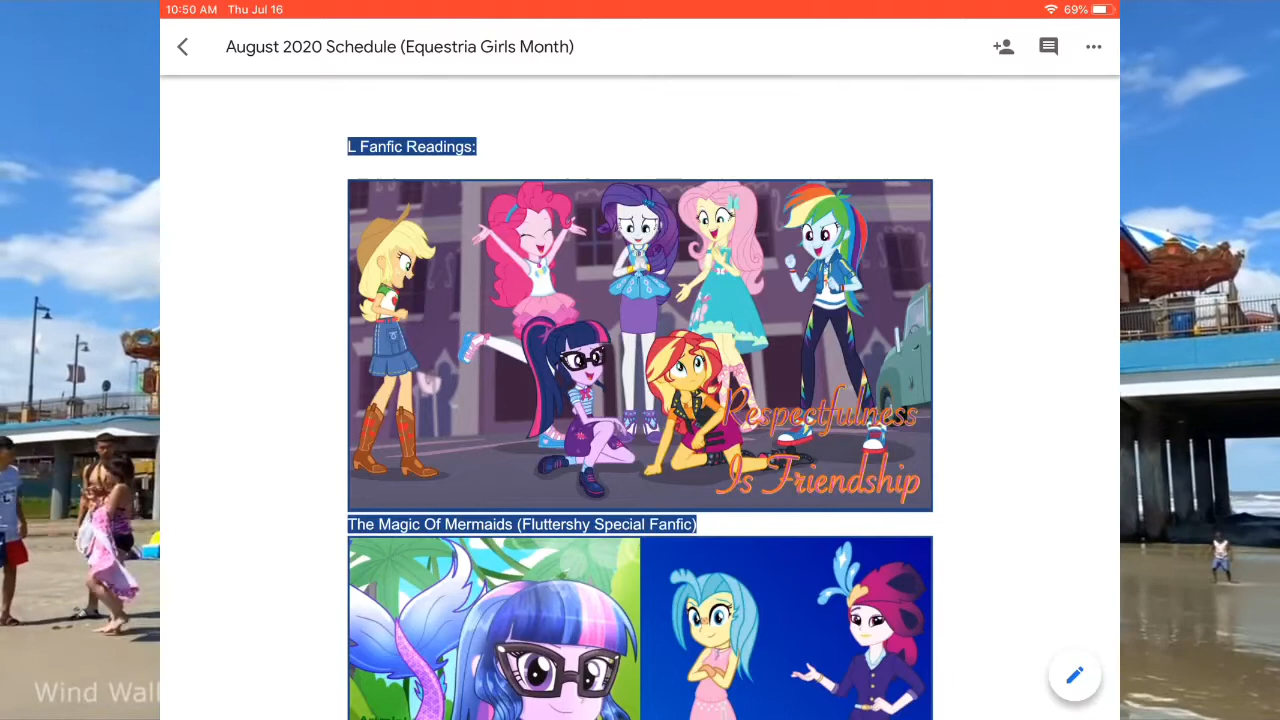 10:50 AM Thu Jul 16
69%
August 2020 Schedule (Equestria Girls Month)
L Fanfic Readings:
Respectfulness
Is Friendship
The Magic Of Mermaids (Fluttershy Special Fanfic)
Wind Wall